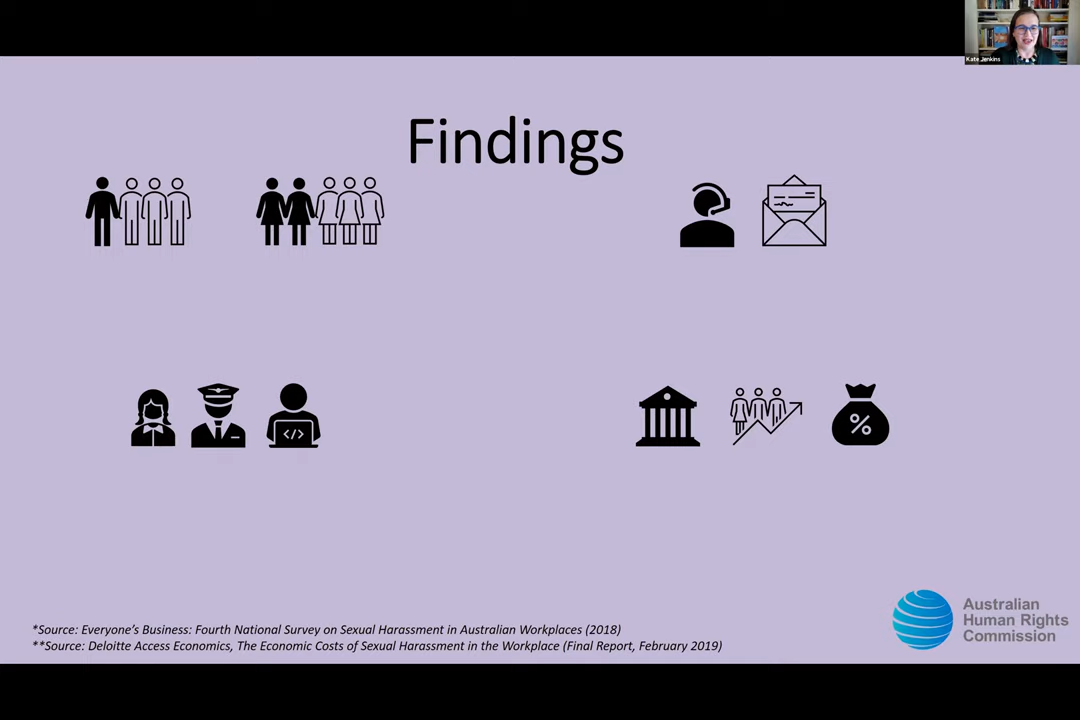 Kate Jenkins
Findings
</>
%
*Source: Everyone’s Business: Fourth National Survey on Sexual Harassment in Australian Workplaces (2018)
**Source: Deloitte Access Economics, The Economic Costs of Sexual Harassment in the Workplace (Final Report, February 2019)
Australian
Human Rights
Commission